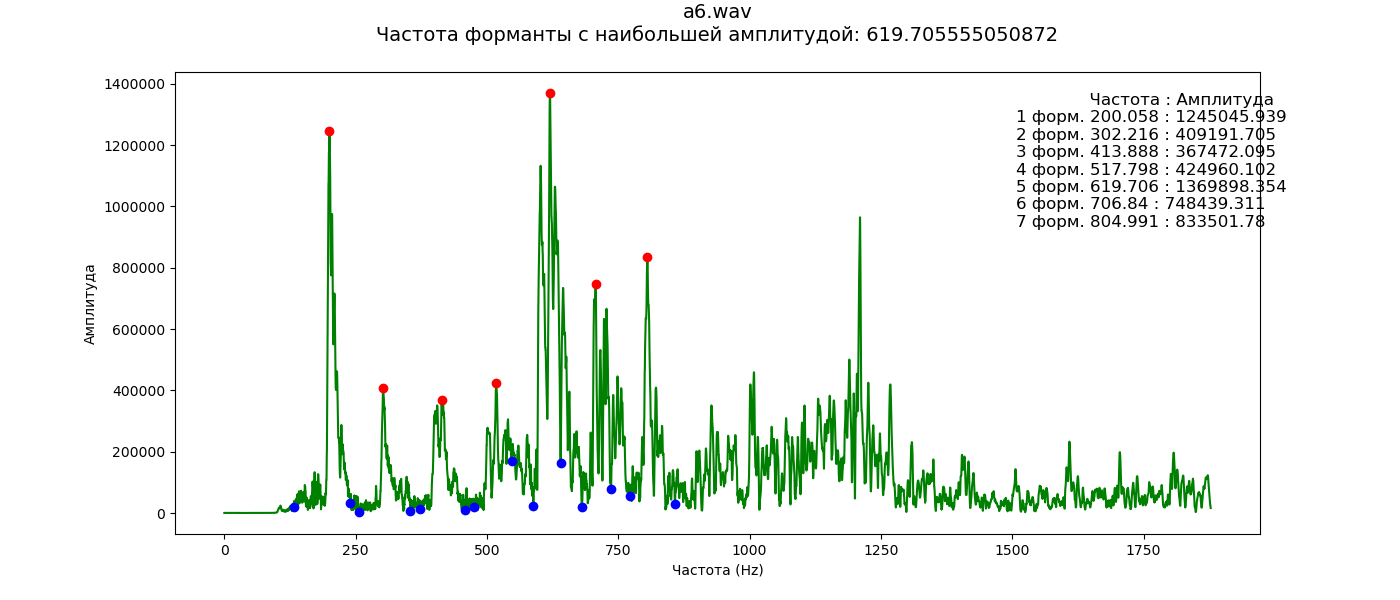 a6.wav
Частота форманты с наибольшей амплитудой: 619.705555050872
Частота : Амплитуда
1 форм. 200.058 : 1245045.939
2 форм. 302.216 : 409191.705
3 форм. 413.888 : 367472.095
4 форм. 517.798 : 424960.102
5 форм. 619.706 : 1369898.354
6 форм. 706.84 : 748439.311
7 форм. 804.991 : 833501.78
Амплитуда
1400000
1200000
1000000
800000
600000
400000
200000
0
0 250 500 750 1000 1250 1500 1750
Частота (Hz)